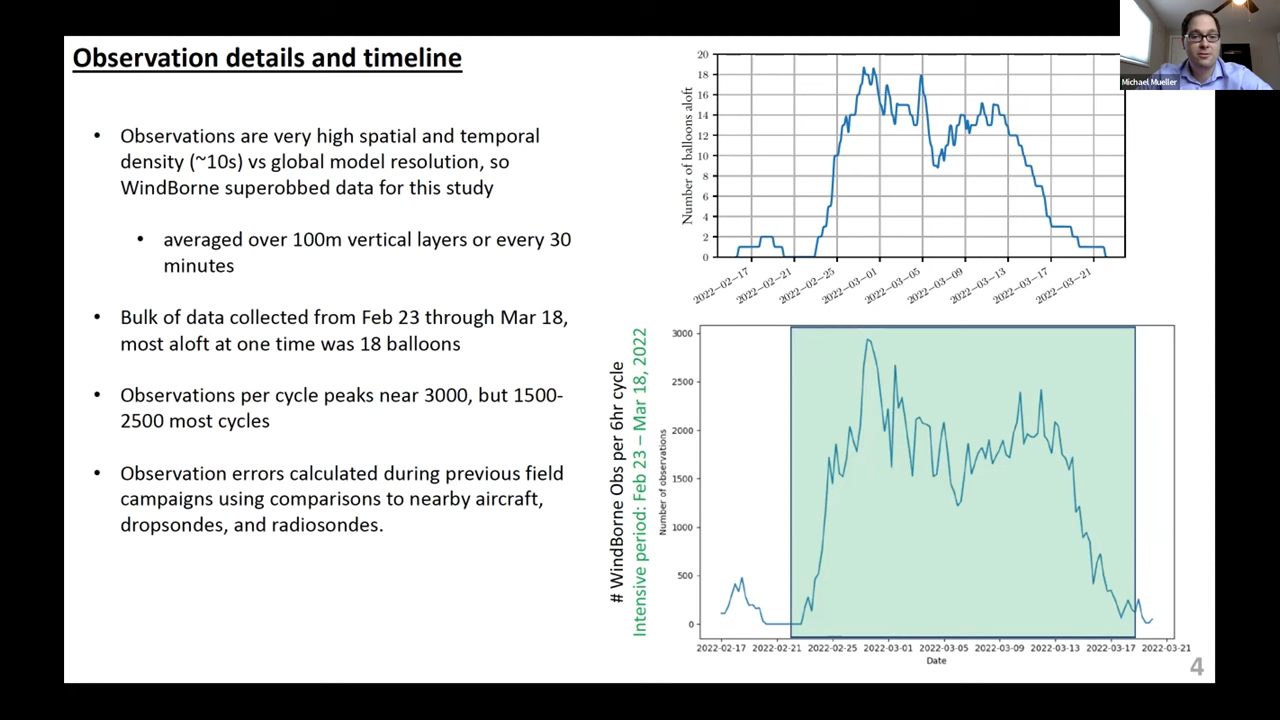 Observation details and timeline
• Observations are very high spatial and temporal
density (~10s) vs global model resolution, so
WindBorne superobbed data for this study
• averaged over 100m vertical layers or every 30
minutes
• Bulk of data collected from Feb 23 through Mar 18,
most aloft at one time was 18 balloons
• Observations per cycle peaks near 3000, but 1500-
2500 most cycles
• Observation errors calculated during previous field
campaigns using comparisons to nearby aircraft,
dropsondes, and radiosondes.
Number of balloons aloft
20
18
16
14
12
10
8
6
4
2
0
2022-02-17
2022-02-21
2022-02-25
2022-03-01
2022-03-05
2022-03-09
2022-03-13
2022-03-17
2022-03-21
# WindBorne Obs per 6hr cycle
Intensive period: Feb 23 – Mar 18, 2022
Number of observations
3000
2500
2000
1500
1000
500
0
2022-02-17
2022-02-21
2022-02-25
2022-03-01
2022-03-05
2022-03-09
2022-03-13
2022-03-17
2022-03-21
Date
4
Michael Mueller